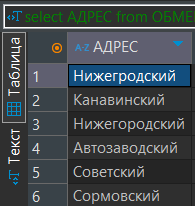 select АДРЕС from ОБМЕ
Таблица
Текст
A-Z АДРЕС
1 Нижегродский
2 Канавинский
3 Нижегородский
4 Автозаводский
5 Советский
6 Сормовский